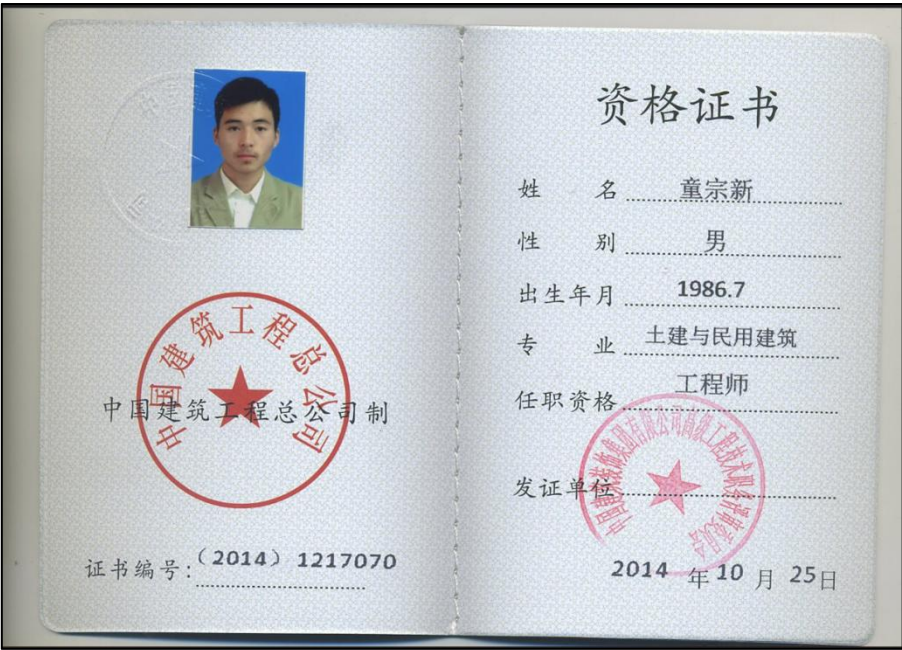 中国建筑工程总公司
中国建筑工程总公司制
证书编号:(2014) 1217070
资格证书
姓名 童宗新
性别 男
出生年月 1986.7
专业 土建与民用建筑
任职资格 工程师
发证单位
2014 年 10 月 25日